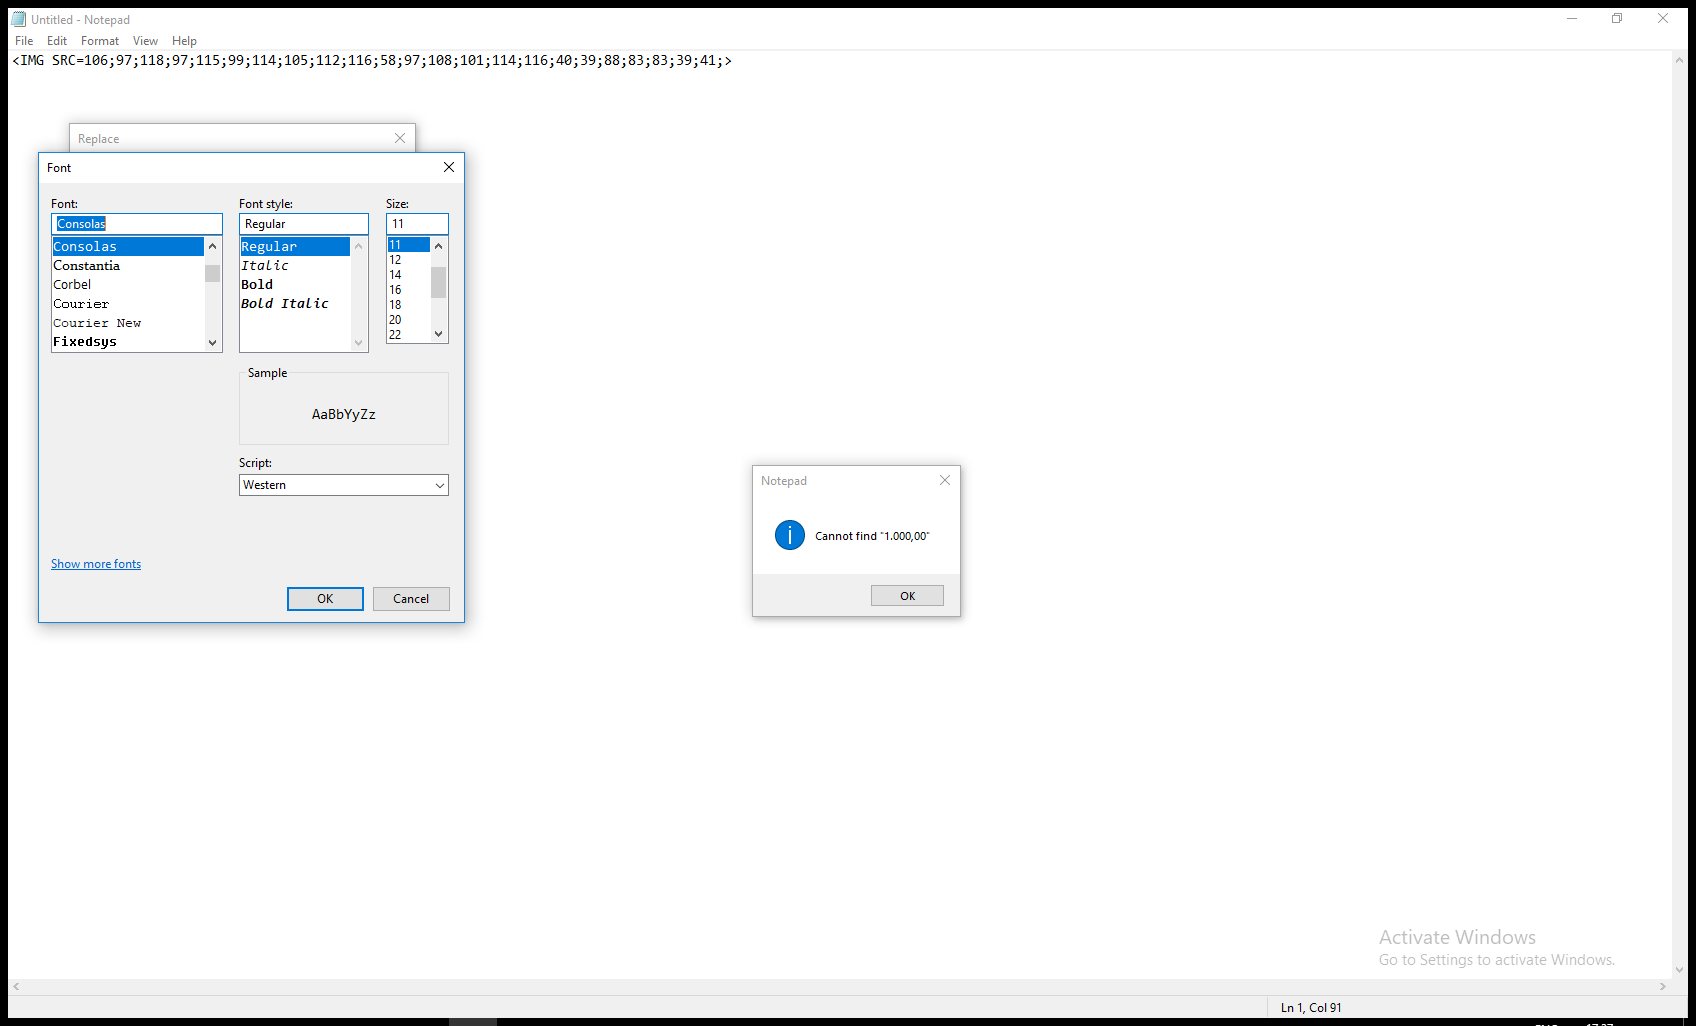 Untitled - Notepad
File Edit Format View Help
<IMG SRC=106;97;118;97;115;99;114;105;112;116;58;97;108;101;114;116;40;39;88;83;83;39;41;>
Replace
Font
Font:
Consolas
Consolas
Constantia
Corbel
Courier
Courier New
Fixedsys
Font style:
Regular
Regular
Italic
Bold
Bold Italic
Size:
11
11
12
14
16
18
20
22
Sample
AaBbYyZz
Script:
Western
Show more fonts
OK Cancel
Notepad
Cannot find "1.000,00"
OK
Activate Windows
Go to Settings to activate Windows.
Ln 1, Col 91